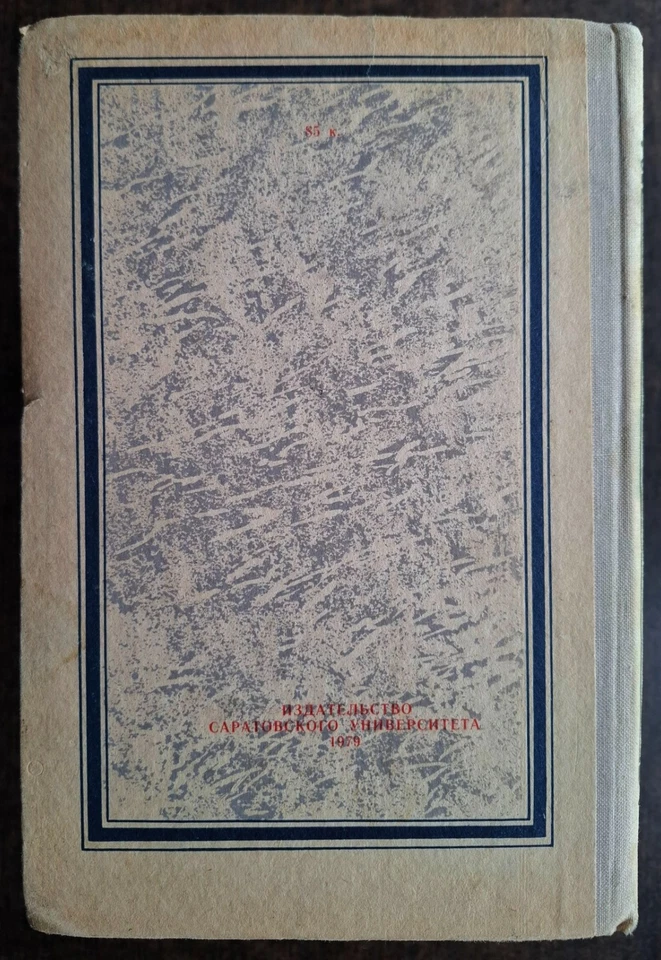 85 к.
ИЗДАТЕЛЬСТВО
САРАТОВСКОГО УНИВЕРСИТЕТА
1979